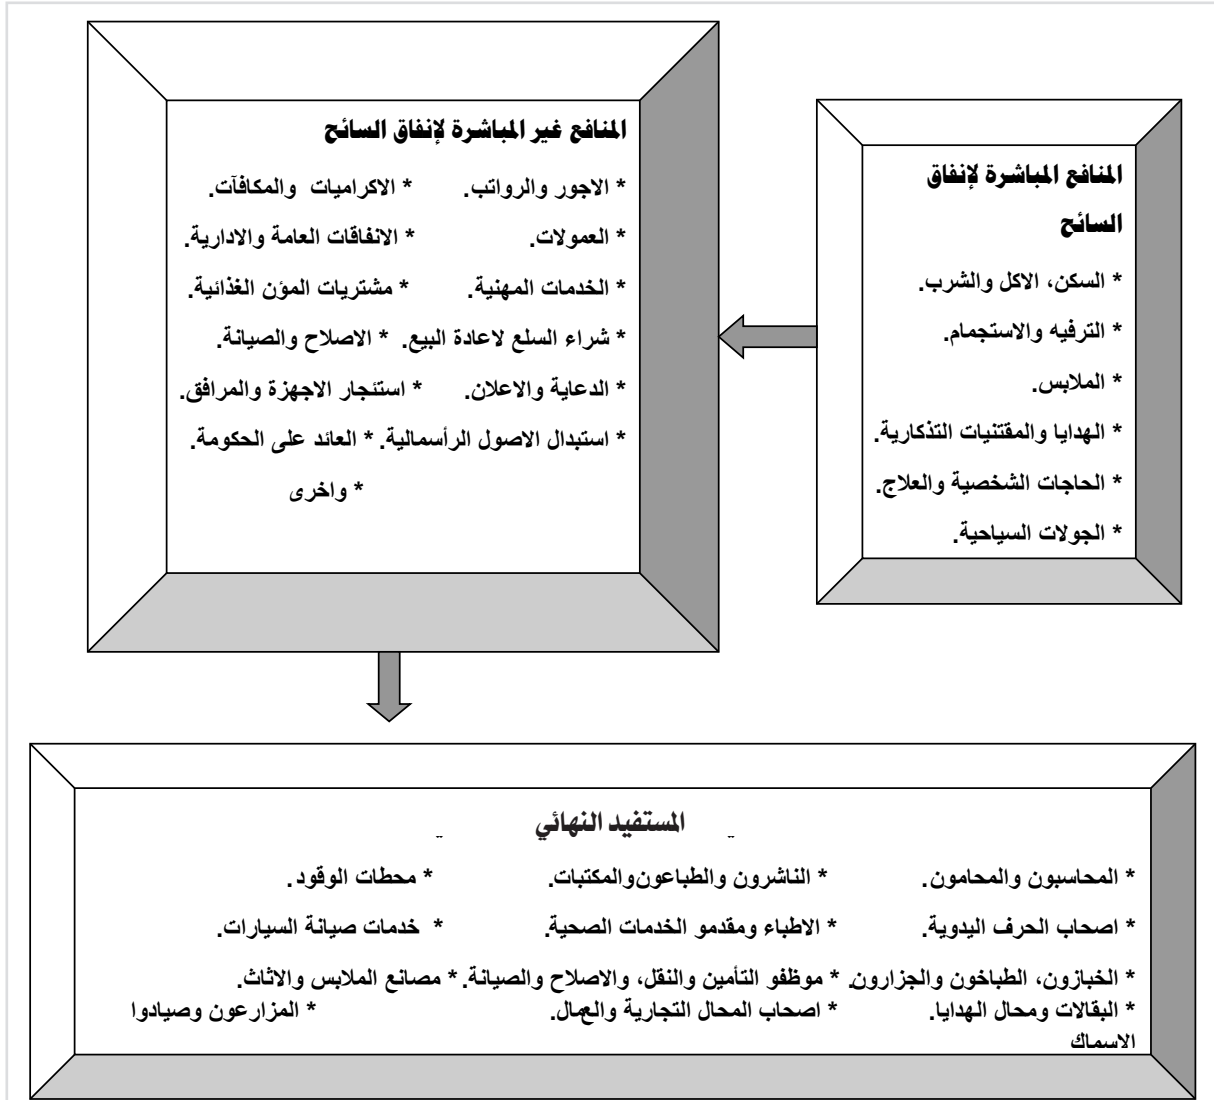 المنافع المباشرة لإنفاق
السائح
* السكن، الاكل والشرب.
* الترفيه والاستجمام.
* الملابس.
* الهدايا والمقتنيات التذكارية.
* الحاجات الشخصية والعلاج.
* الجولات السياحية.
المنافع غير المباشرة لإنفاق السائح
* الاجور والرواتب. * الاكراميات والمكافآت.
* العمولات. * الانفاقات العامة والادارية.
* الخدمات المهنية. * مشتريات المؤن الغذائية.
* شراء السلع لاعادة البيع. * الاصلاح والصيانة.
* الدعاية والاعلان. * استئجار الاجهزة والمرافق.
* استبدال الاصول الرأسمالية. * العائد على الحكومة.
* واخرى
المستفيد النهائي
* المحاسبون والمحامون. * الناشرون والطباعون والمكتبات. * محطات الوقود.
* اصحاب الحرف اليدوية. * الاطباء ومقدمو الخدمات الصحية. * خدمات صيانة السيارات.
* الخبازون، الطباخون والجزارون. * موظفو التأمين والنقل، والاصلاح والصيانة. * مصانع الملابس والاثاث.
* البقالات ومحال الهدايا. * اصحاب المحال التجارية والعمال. * المزارعون وصيادوا
الاسماك